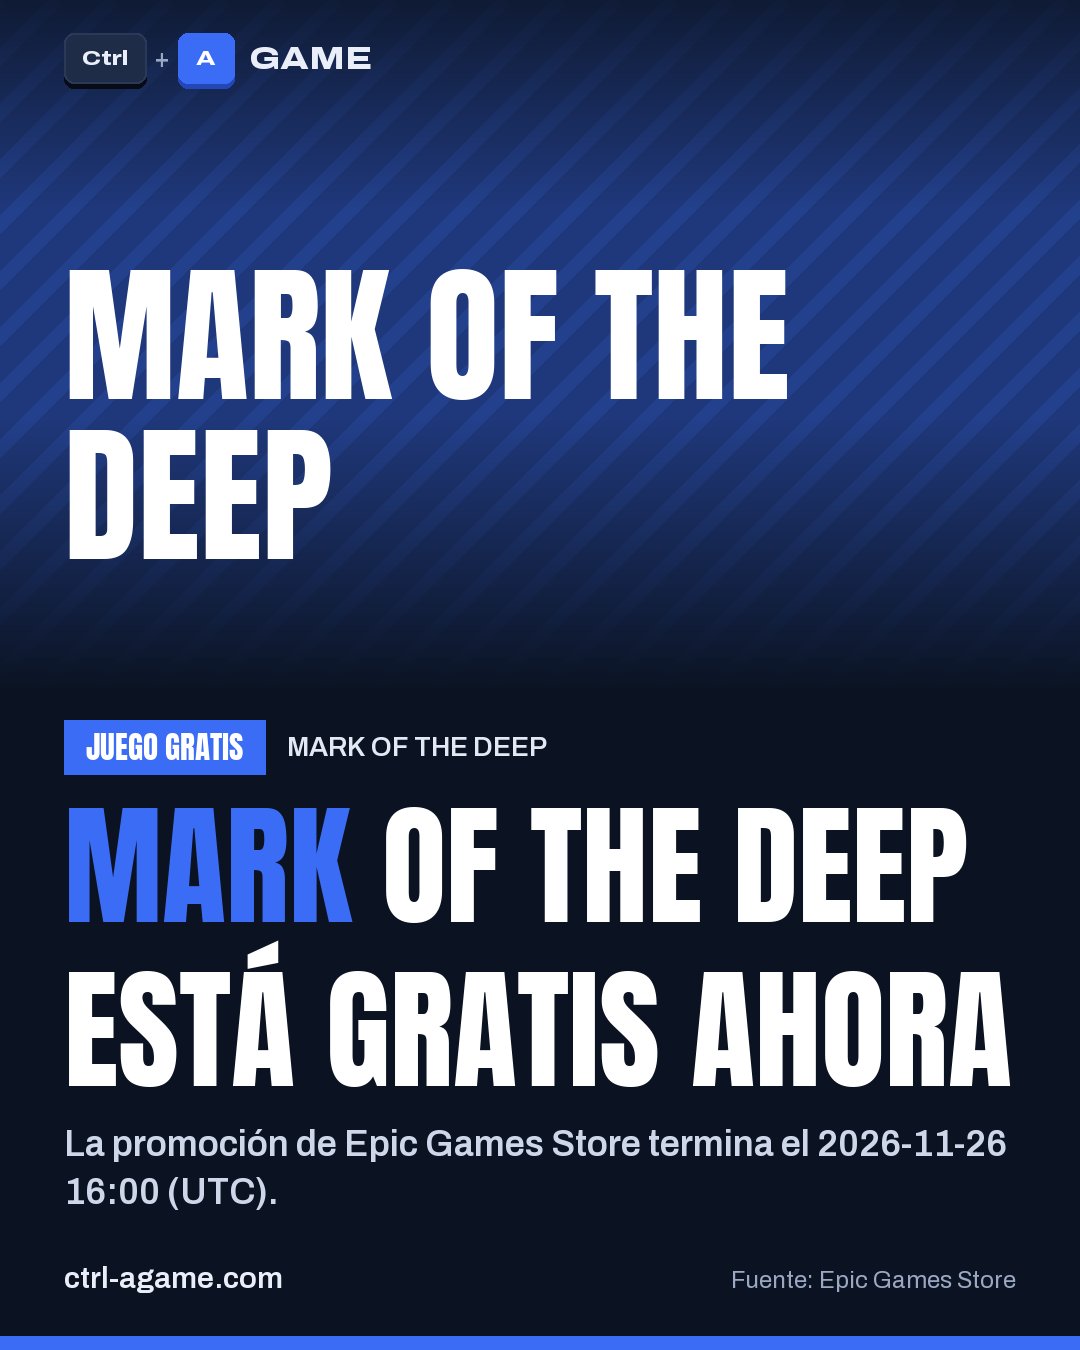 Ctrl + A GAME
MARK OF THE
DEEP
JUEGO GRATIS MARK OF THE DEEP
MARK OF THE DEEP
ESTÁ GRATIS AHORA
La promoción de Epic Games Store termina el 2026-11-26
16:00 (UTC).
ctrl-agame.com Fuente: Epic Games Store